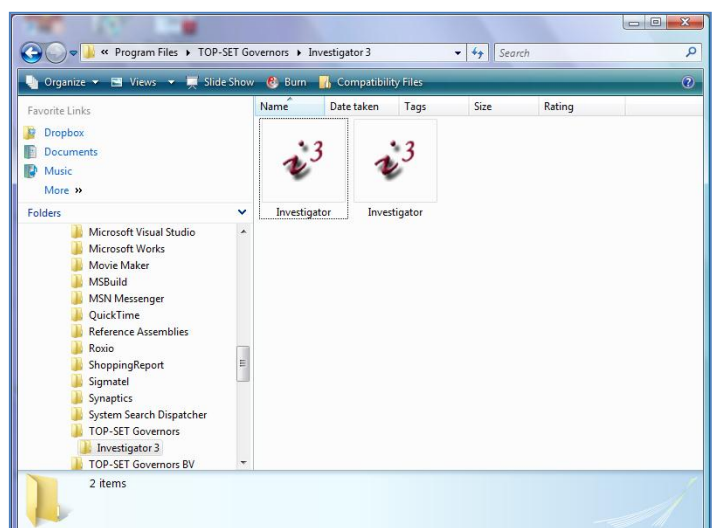 « Program Files ▸ TOP-SET Governors ▸ Investigator 3
Search
Organize Views Slide Show Burn Compatibility Files
Favorite Links
Dropbox
Documents
Music
More »
Folders
Microsoft Visual Studio
Microsoft Works
Movie Maker
MSBuild
MSN Messenger
QuickTime
Reference Assemblies
Roxio
ShoppingReport
Sigmatel
Synaptics
System Search Dispatcher
TOP-SET Governors
Investigator 3
TOP-SET Governors BV
Name Date taken Tags Size Rating
i3 i3
Investigator Investigator
2 items